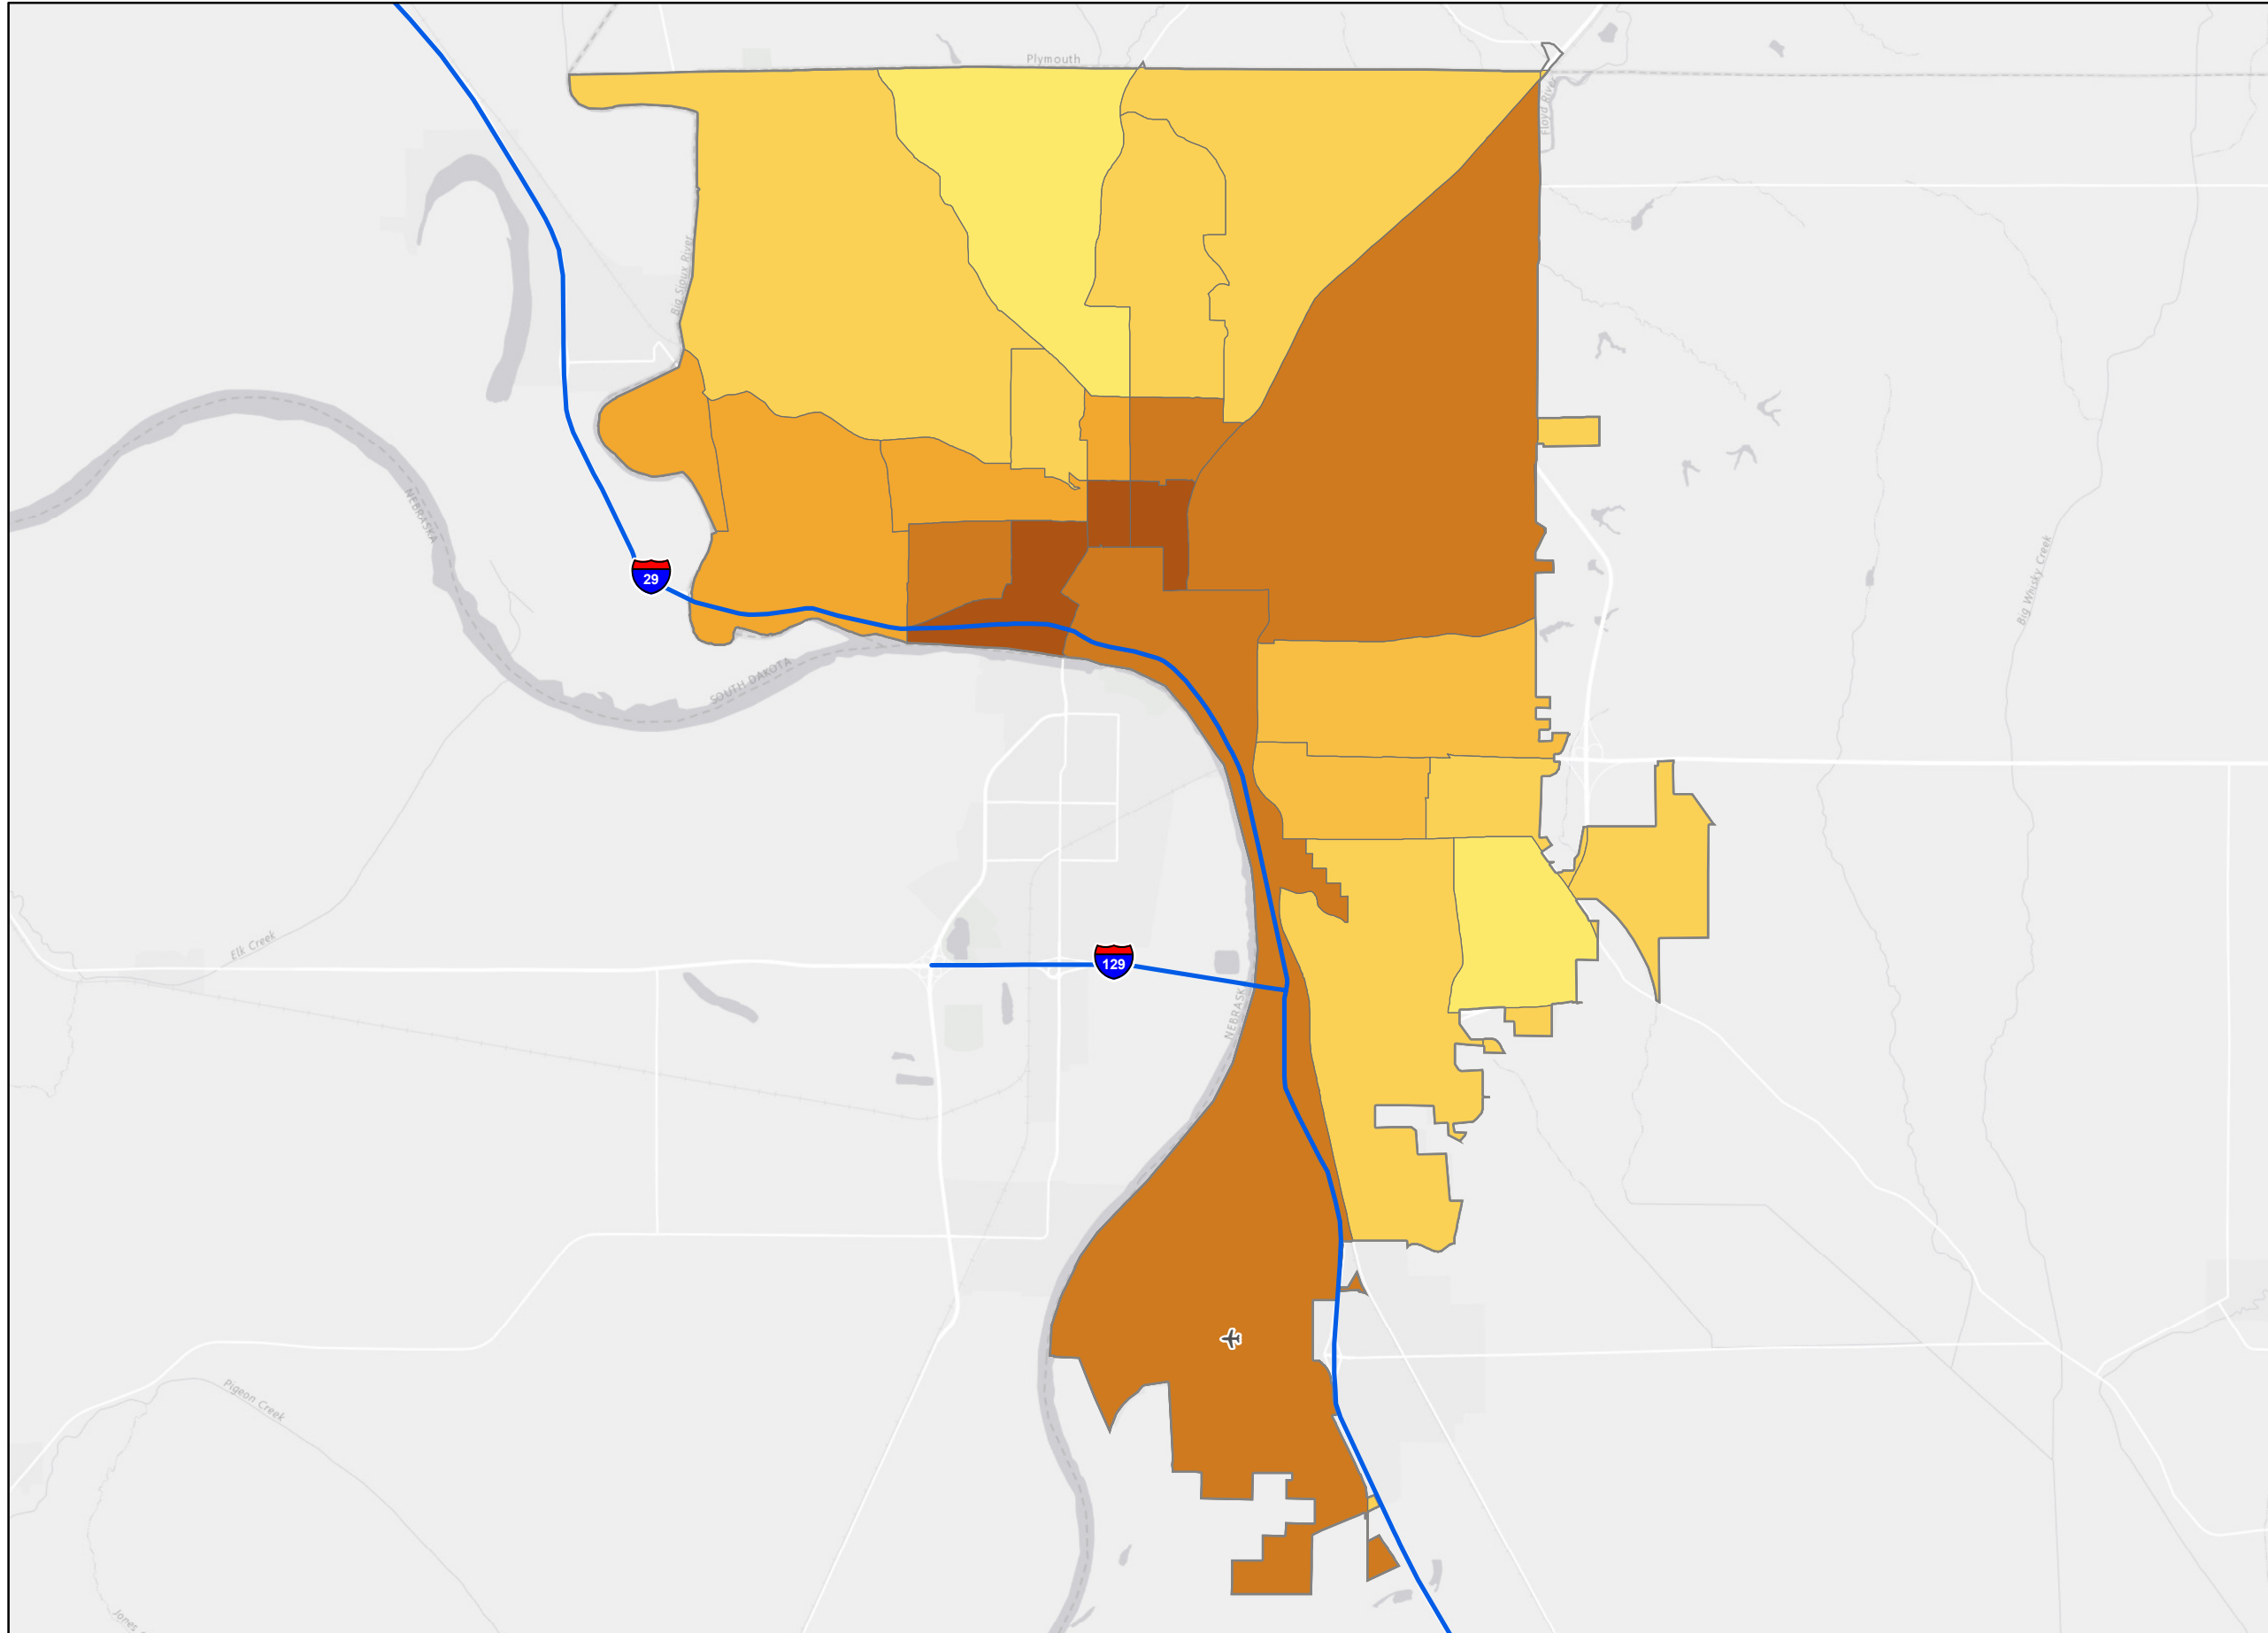 Plymouth
Floyd River
Big Sioux River
NEBRASKA
29
Big Whisky Creek
SOUTH DAKOTA
Elk Creek
129
NEBRASK
Pigeon Creek
Jones